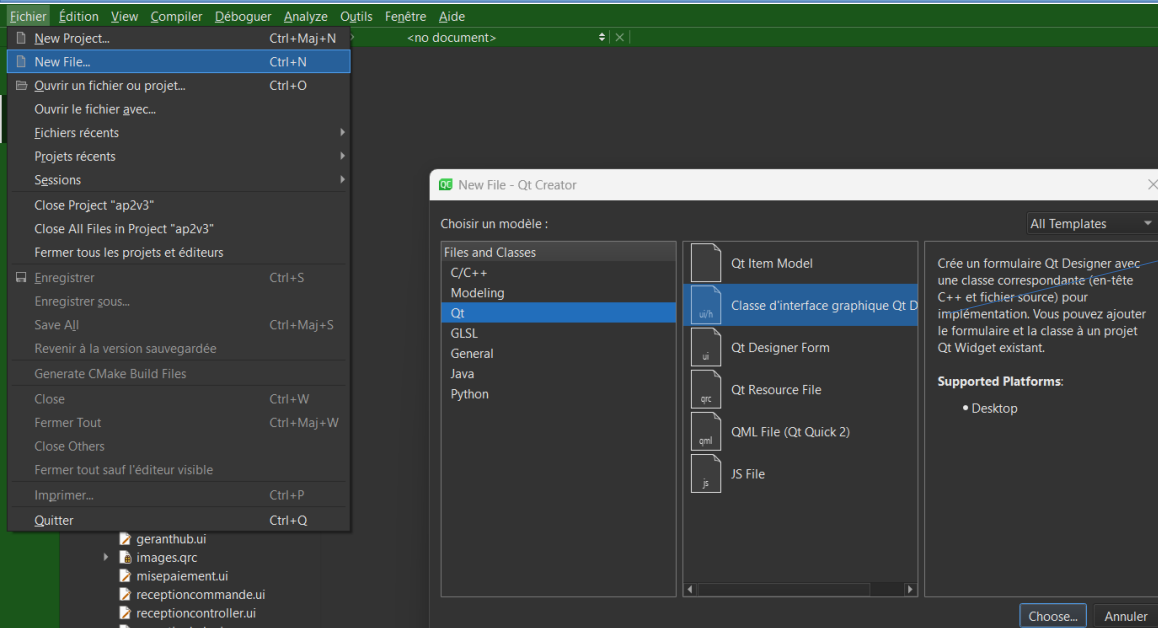 Fichier Édition View Compiler Déboguer Analyze Outils Fenêtre Aide
<no document>
New Project... Ctrl+Maj+N
New File... Ctrl+N
Ouvrir un fichier ou projet... Ctrl+O
Ouvrir le fichier avec...
Fichiers récents
Projets récents
Sessions
Close Project "ap2v3"
Close All Files in Project "ap2v3"
Fermer tous les projets et éditeurs
Enregistrer Ctrl+S
Enregistrer sous...
Save All Ctrl+Maj+S
Revenir à la version sauvegardée
Generate CMake Build Files
Close Ctrl+W
Fermer Tout Ctrl+Maj+W
Close Others
Fermer tout sauf l'éditeur visible
Imprimer... Ctrl+P
Quitter Ctrl+Q
geranthub.ui
images.qrc
misepaiement.ui
receptioncommande.ui
receptioncontroller.ui
QC New File - Qt Creator
Choisir un modèle :
All Templates
Files and Classes
C/C++
Modeling
Qt
GLSL
General
Java
Python
Qt Item Model
ui/h Classe d'interface graphique Qt D
ui Qt Designer Form
qrc Qt Resource File
qml QML File (Qt Quick 2)
js JS File
Crée un formulaire Qt Designer avec
une classe correspondante (en-tête
C++ et fichier source) pour
implémentation. Vous pouvez ajouter
le formulaire et la classe à un projet
Qt Widget existant.
Supported Platforms:
• Desktop
Choose... Annuler